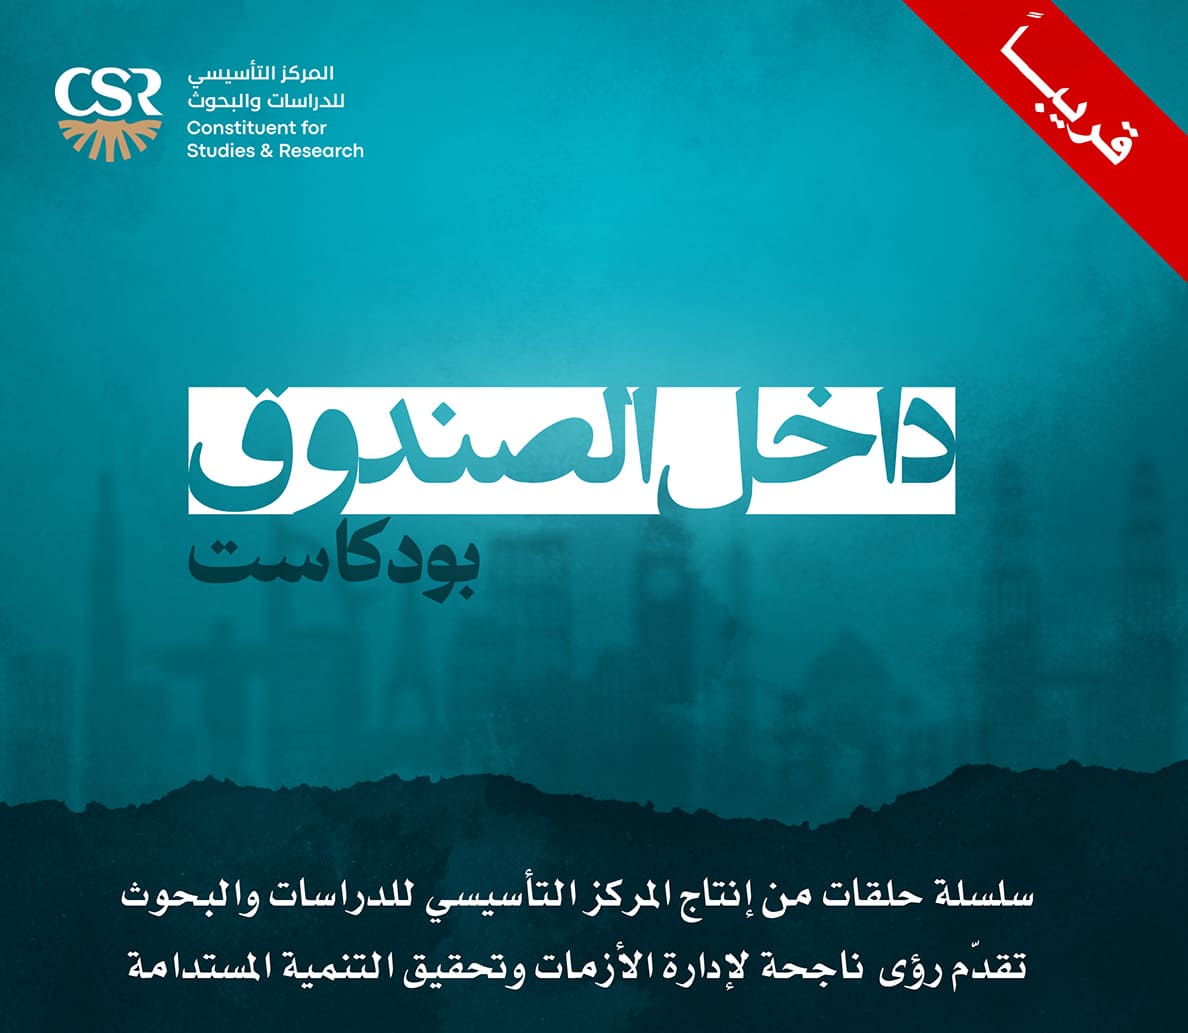 CSR
المركز التأسيسي
للدراسات والبحوث
Constituent for
Studies & Research
قريباً
داخل الصندوق
بودكاست
سلسلة حلقات من إنتاج المركز التأسيسي للدراسات والبحوث
تقدّم رؤى ناجحة لإدارة الأزمات وتحقيق التنمية المستدامة